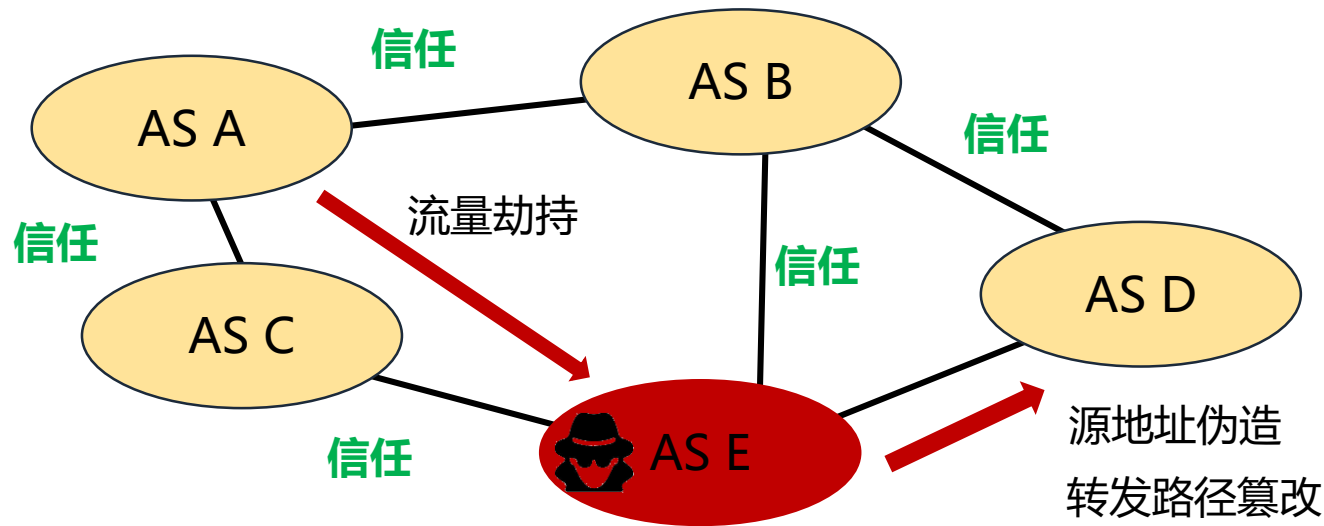 信任
AS B
AS A
信任
流量劫持
信任
信任
AS D
AS C
源地址伪造
AS E
信任
转发路径篡改